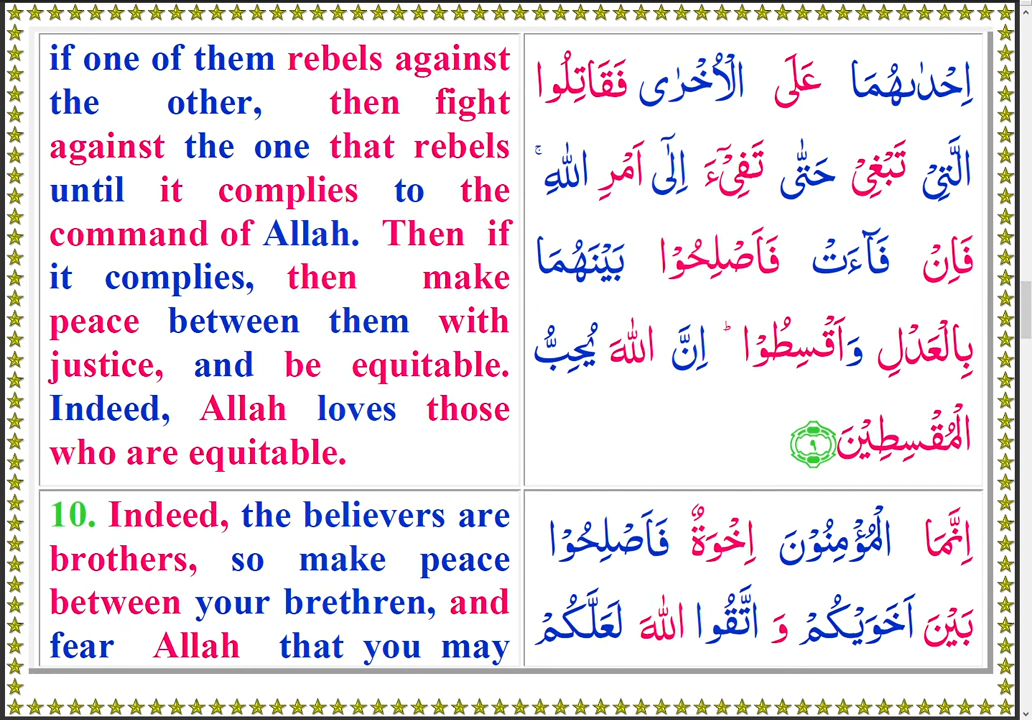 if one of them rebels against
the other, then fight
against the one that rebels
until it complies to the
command of Allah. Then if
it complies, then make
peace between them with
justice, and be equitable.
Indeed, Allah loves those
who are equitable.
اِحْدٰىهُمَا عَلَى الْاُخْرٰى فَقَاتِلُوا
الَّتِىْ تَبْغِىْ حَتّٰى تَفِىْٓءَ اِلٰٓى اَمْرِ اللّٰهِ ۚ
فَاِنْ فَآءَتْ فَاَصْلِحُوْا بَيْنَهُمَا
بِالْعَدْلِ وَاَقْسِطُوْا ؕ اِنَّ اللّٰهَ يُحِبُّ
الْمُقْسِطِيْنَ ۹
10. Indeed, the believers are
brothers, so make peace
between your brethren, and
fear Allah that you may
اِنَّمَا الْمُؤْمِنُوْنَ اِخْوَةٌ فَاَصْلِحُوْا
بَيْنَ اَخَوَيْكُمْ وَ اتَّقُوا اللّٰهَ لَعَلَّكُمْ